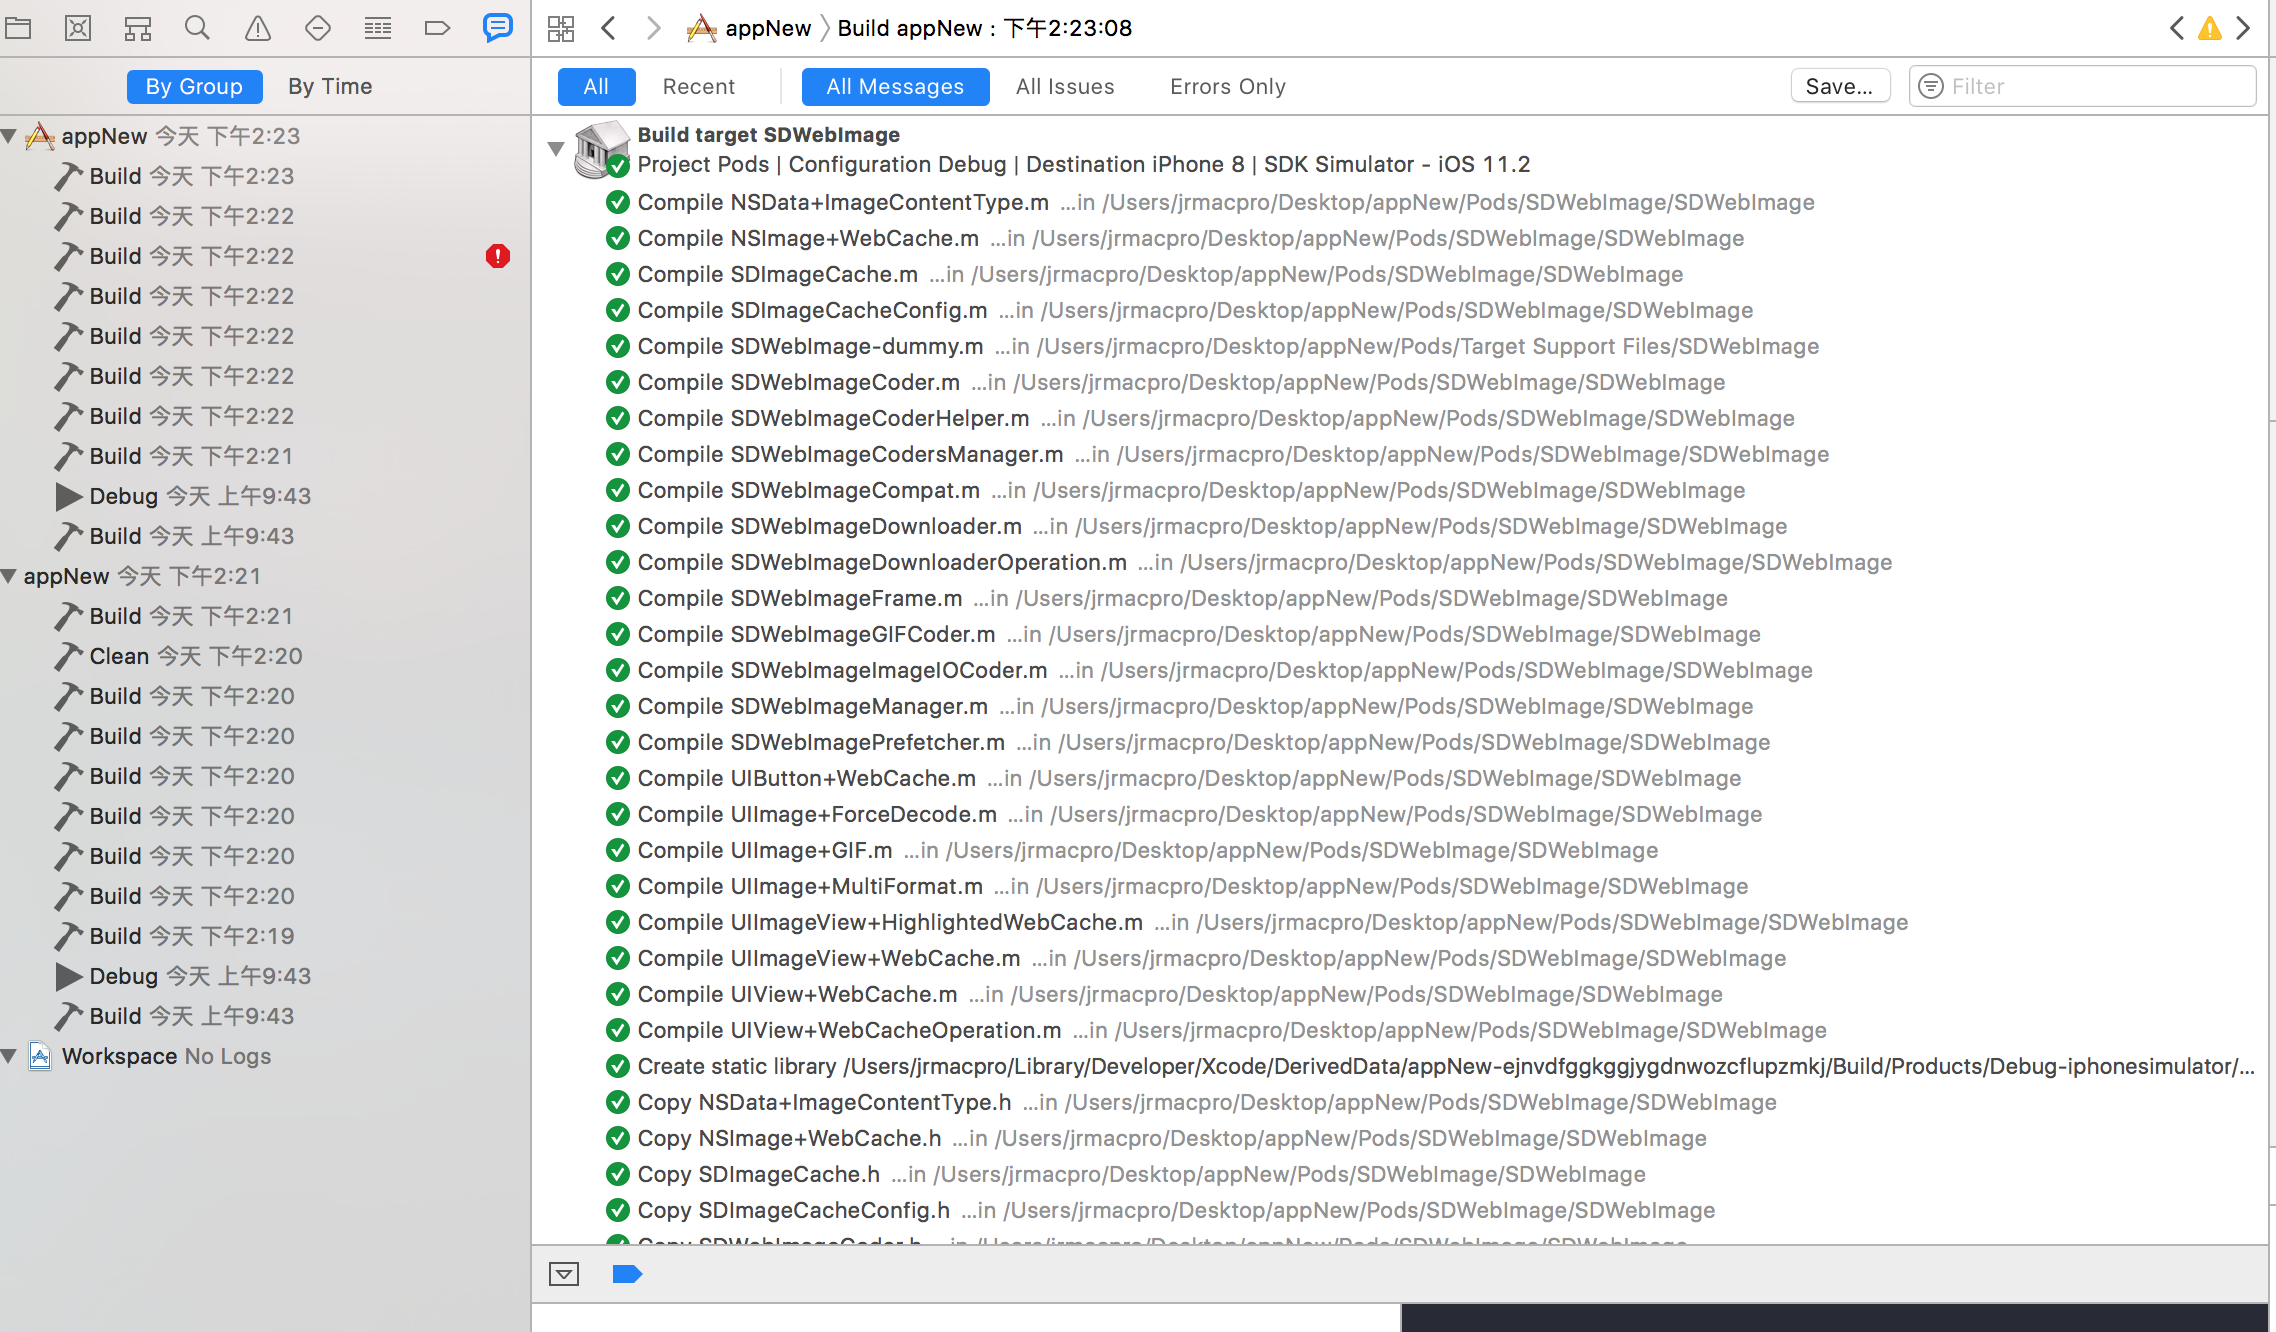 appNew 〉 Build appNew : 下午2:23:08
By Group By Time
All Recent All Messages All Issues Errors Only Save... Filter
appNew 今天 下午2:23
Build 今天 下午2:23
Build 今天 下午2:22
Build 今天 下午2:22
Build 今天 下午2:22
Build 今天 下午2:22
Build 今天 下午2:22
Build 今天 下午2:22
Build 今天 下午2:21
Debug 今天 上午9:43
Build 今天 上午9:43
appNew 今天 下午2:21
Build 今天 下午2:21
Clean 今天 下午2:20
Build 今天 下午2:20
Build 今天 下午2:20
Build 今天 下午2:20
Build 今天 下午2:20
Build 今天 下午2:20
Build 今天 下午2:20
Build 今天 下午2:19
Debug 今天 上午9:43
Build 今天 上午9:43
Workspace No Logs
Build target SDWebImage
Project Pods | Configuration Debug | Destination iPhone 8 | SDK Simulator - iOS 11.2
Compile NSData+ImageContentType.m ...in /Users/jrmacpro/Desktop/appNew/Pods/SDWebImage/SDWebImage
Compile NSImage+WebCache.m ...in /Users/jrmacpro/Desktop/appNew/Pods/SDWebImage/SDWebImage
Compile SDImageCache.m ...in /Users/jrmacpro/Desktop/appNew/Pods/SDWebImage/SDWebImage
Compile SDImageCacheConfig.m ...in /Users/jrmacpro/Desktop/appNew/Pods/SDWebImage/SDWebImage
Compile SDWebImage-dummy.m ...in /Users/jrmacpro/Desktop/appNew/Pods/Target Support Files/SDWebImage
Compile SDWebImageCoder.m ...in /Users/jrmacpro/Desktop/appNew/Pods/SDWebImage/SDWebImage
Compile SDWebImageCoderHelper.m ...in /Users/jrmacpro/Desktop/appNew/Pods/SDWebImage/SDWebImage
Compile SDWebImageCodersManager.m ...in /Users/jrmacpro/Desktop/appNew/Pods/SDWebImage/SDWebImage
Compile SDWebImageCompat.m ...in /Users/jrmacpro/Desktop/appNew/Pods/SDWebImage/SDWebImage
Compile SDWebImageDownloader.m ...in /Users/jrmacpro/Desktop/appNew/Pods/SDWebImage/SDWebImage
Compile SDWebImageDownloaderOperation.m ...in /Users/jrmacpro/Desktop/appNew/Pods/SDWebImage/SDWebImage
Compile SDWebImageFrame.m ...in /Users/jrmacpro/Desktop/appNew/Pods/SDWebImage/SDWebImage
Compile SDWebImageGIFCoder.m ...in /Users/jrmacpro/Desktop/appNew/Pods/SDWebImage/SDWebImage
Compile SDWebImageImageIOCoder.m ...in /Users/jrmacpro/Desktop/appNew/Pods/SDWebImage/SDWebImage
Compile SDWebImageManager.m ...in /Users/jrmacpro/Desktop/appNew/Pods/SDWebImage/SDWebImage
Compile SDWebImagePrefetcher.m ...in /Users/jrmacpro/Desktop/appNew/Pods/SDWebImage/SDWebImage
Compile UIButton+WebCache.m ...in /Users/jrmacpro/Desktop/appNew/Pods/SDWebImage/SDWebImage
Compile UIImage+ForceDecode.m ...in /Users/jrmacpro/Desktop/appNew/Pods/SDWebImage/SDWebImage
Compile UIImage+GIF.m ...in /Users/jrmacpro/Desktop/appNew/Pods/SDWebImage/SDWebImage
Compile UIImage+MultiFormat.m ...in /Users/jrmacpro/Desktop/appNew/Pods/SDWebImage/SDWebImage
Compile UIImageView+HighlightedWebCache.m ...in /Users/jrmacpro/Desktop/appNew/Pods/SDWebImage/SDWebImage
Compile UIImageView+WebCache.m ...in /Users/jrmacpro/Desktop/appNew/Pods/SDWebImage/SDWebImage
Compile UIView+WebCache.m ...in /Users/jrmacpro/Desktop/appNew/Pods/SDWebImage/SDWebImage
Compile UIView+WebCacheOperation.m ...in /Users/jrmacpro/Desktop/appNew/Pods/SDWebImage/SDWebImage
Create static library /Users/jrmacpro/Library/Developer/Xcode/DerivedData/appNew-ejnvdfggkggjygdnwozcflupzmkj/Build/Products/Debug-iphonesimulator/...
Copy NSData+ImageContentType.h ...in /Users/jrmacpro/Desktop/appNew/Pods/SDWebImage/SDWebImage
Copy NSImage+WebCache.h ...in /Users/jrmacpro/Desktop/appNew/Pods/SDWebImage/SDWebImage
Copy SDImageCache.h ...in /Users/jrmacpro/Desktop/appNew/Pods/SDWebImage/SDWebImage
Copy SDImageCacheConfig.h ...in /Users/jrmacpro/Desktop/appNew/Pods/SDWebImage/SDWebImage
Copy SDWebImageCoder.h ...in /Users/jrmacpro/Desktop/appNew/Pods/SDWebImage/SDWebImage